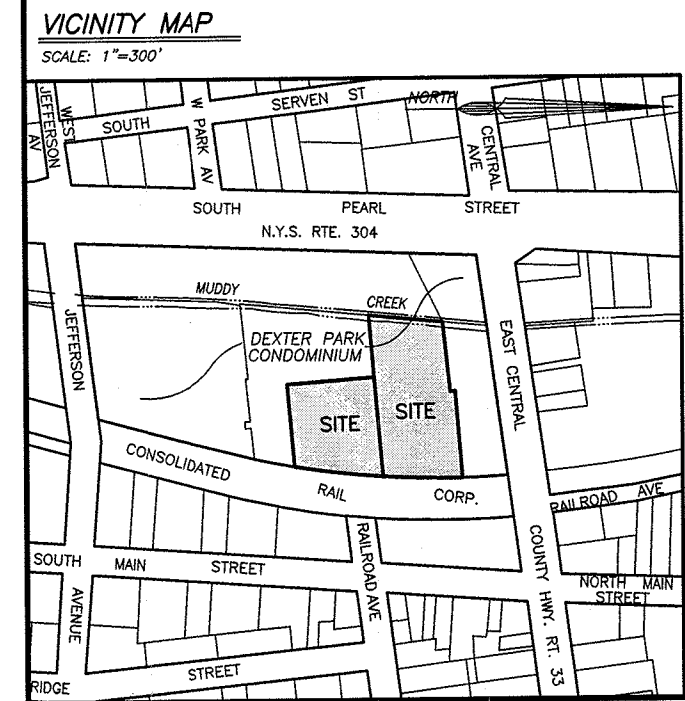 VICINITY MAP
SCALE: 1"=300'
WEST
JEFFERSON
AV
SOUTH
W PARK AV
SERVEN ST
NORTH
CENTRAL
AVE
SOUTH PEARL STREET
N.Y.S. RTE. 304
MUDDY CREEK
JEFFERSON
DEXTER PARK
CONDOMINIUM
EAST CENTRAL
SITE
SITE
CONSOLIDATED RAIL CORP.
RAILROAD AVE
RAILROAD AVE
COUNTY HWY. RT. 33
SOUTH MAIN STREET
NORTH MAIN
STREET
AVENUE
RIDGE STREET